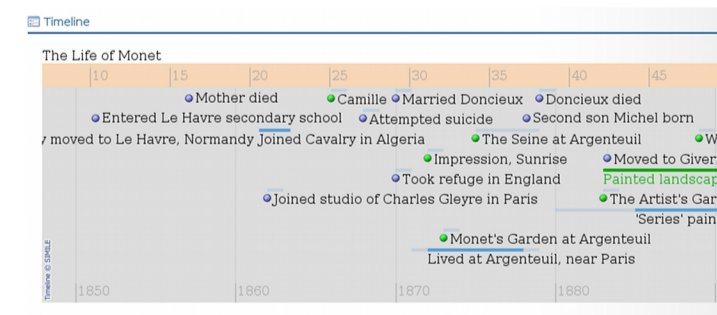 Timeline
The Life of Monet
10 15 20 25 30 35 40 45
Mother died Camille Married Doncieux Doncieux died
Entered Le Havre secondary school Attempted suicide Second son Michel born
y moved to Le Havre, Normandy Joined Cavalry in Algeria The Seine at Argenteuil W
Impression, Sunrise Moved to Giver
Took refuge in England Painted landscap
Joined studio of Charles Gleyre in Paris The Artist's Gar
'Series' pain
Monet's Garden at Argenteuil
Lived at Argenteuil, near Paris
1850 1860 1870 1880
Timeline © SIMILE